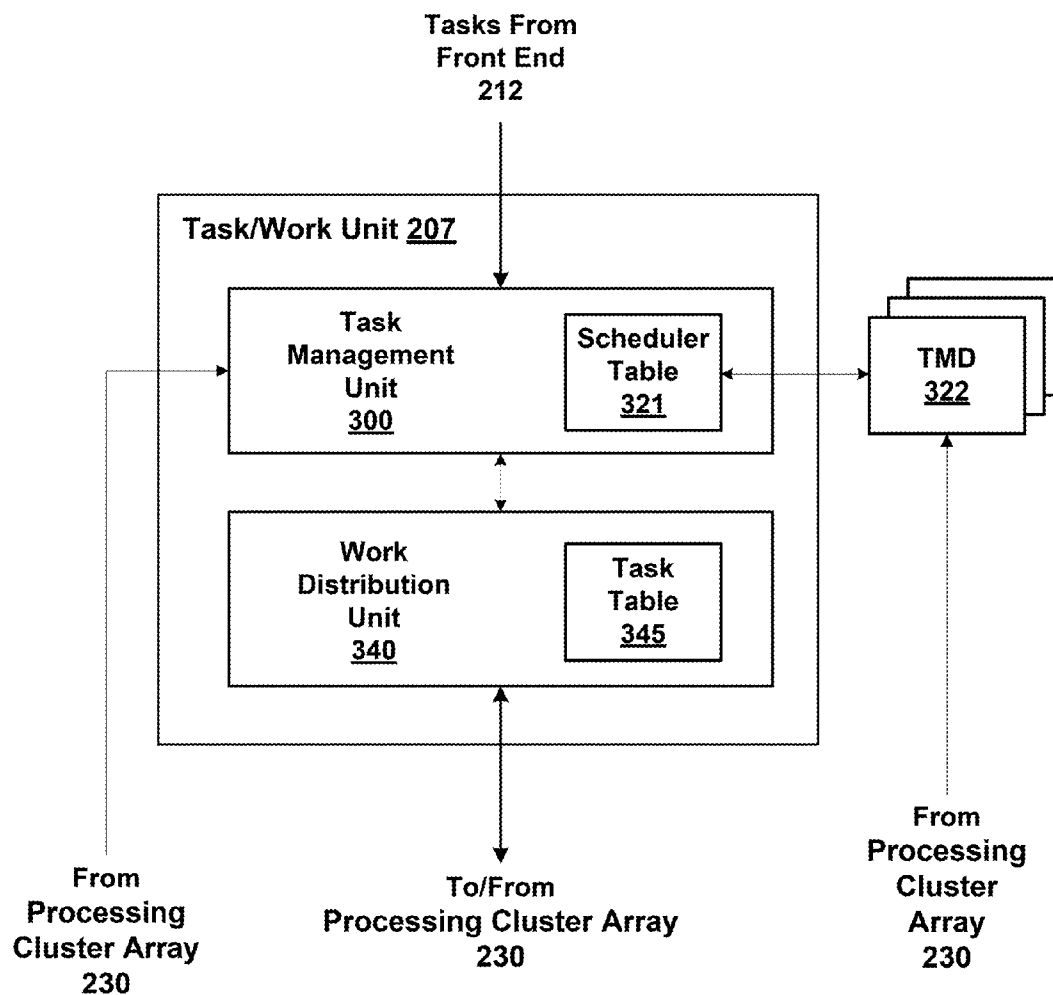 Tasks From
Front End
212
Task/Work Unit 207
Task
Management
Unit
300
Scheduler
Table
321
TMD
322
Work
Distribution
Unit
340
Task
Table
345
From
Processing
Cluster Array
230
To/From
Processing Cluster Array
230
From
Processing
Cluster
Array
230